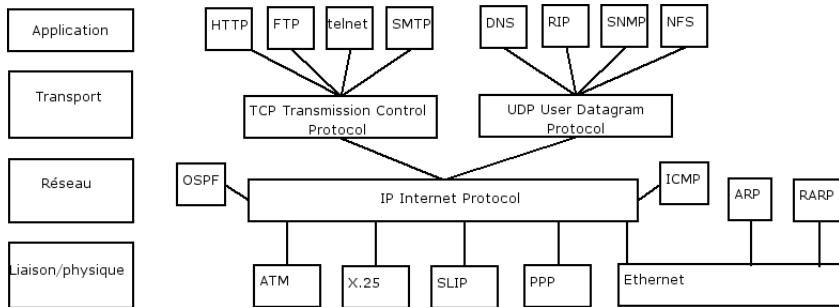 Application
HTTP FTP telnet SMTP DNS RIP SNMP NFS
Transport
TCP Transmission Control
Protocol
UDP User Datagram
Protocol
Réseau
OSPF
IP Internet Protocol
ICMP
ARP
RARP
Liaison/physique
ATM
X.25
SLIP
PPP
Ethernet